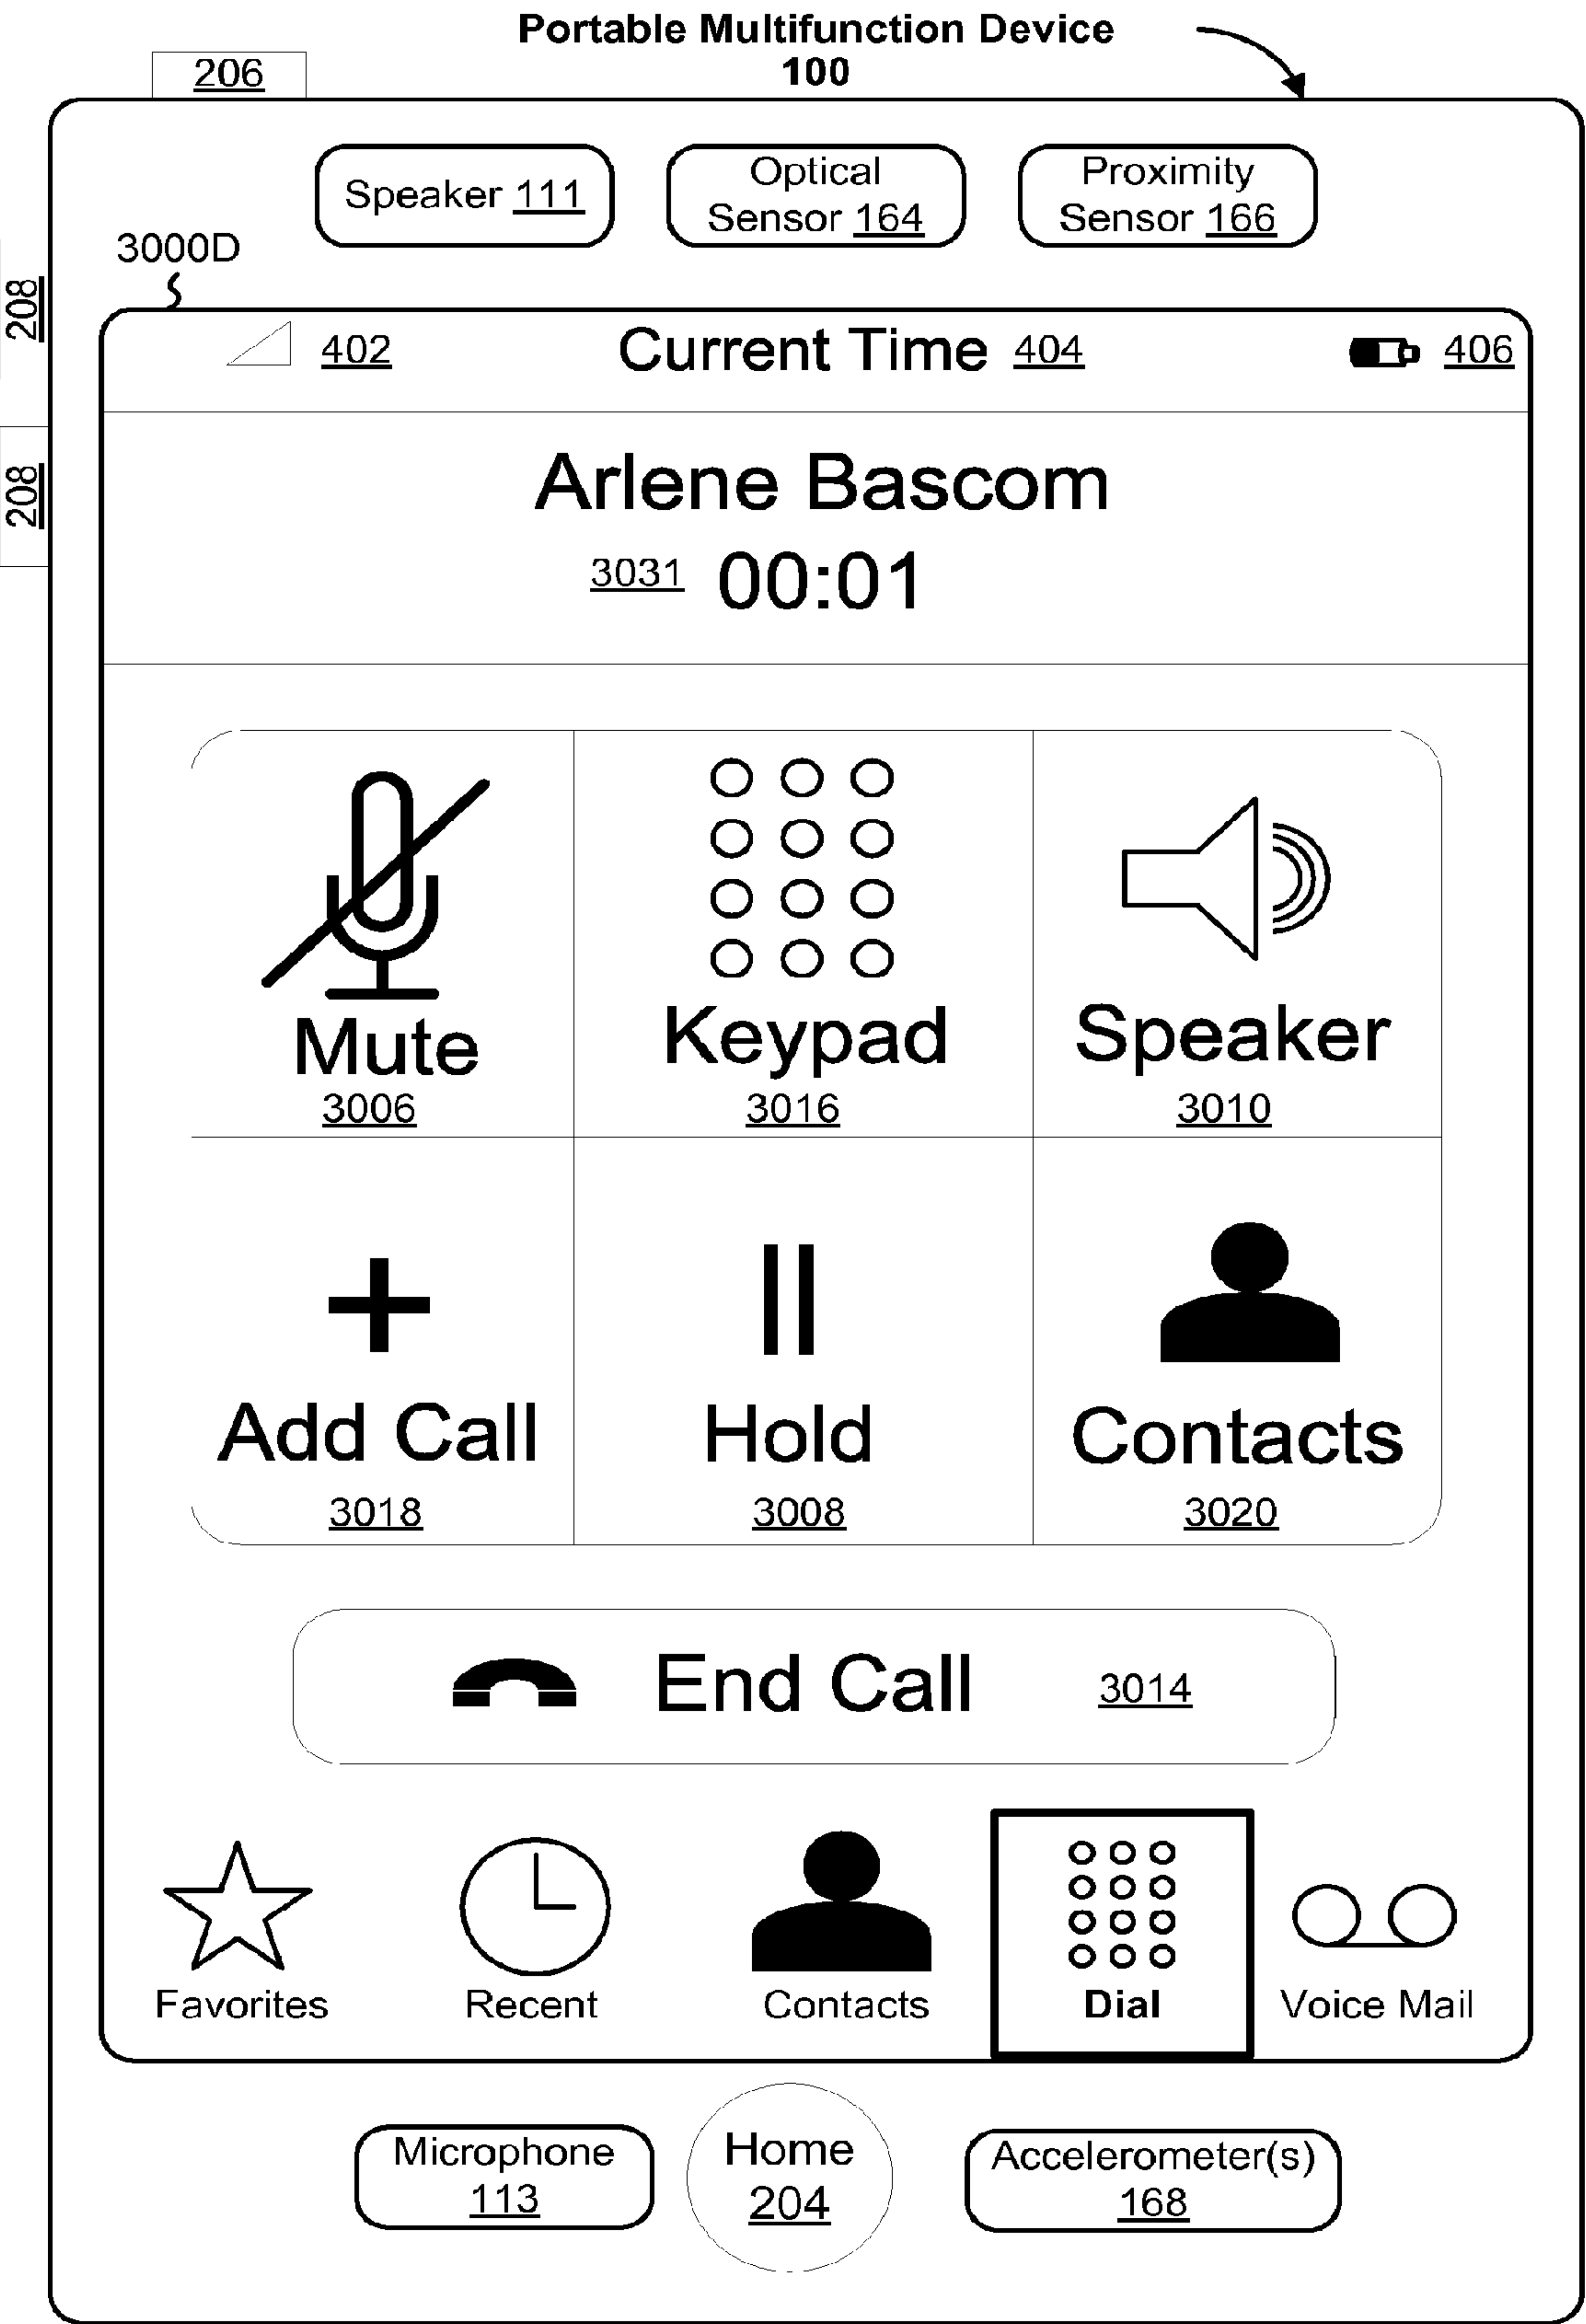 Portable Multifunction Device
100
206
Speaker 111
Optical
Sensor 164
Proximity
Sensor 166
3000D
208
208
402
Current Time 404
406
Arlene Bascom
3031 00:01
Mute
3006
Keypad
3016
Speaker
3010
Add Call
3018
Hold
3008
Contacts
3020
End Call 3014
Favorites
Recent
Contacts
Dial
Voice Mail
Microphone
113
Home
204
Accelerometer(s)
168